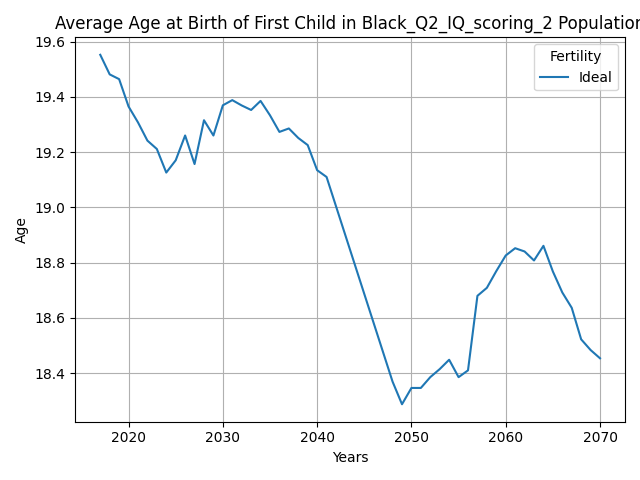 Average Age at Birth of First Child in Black_Q2_IQ_scoring_2 Population
19.6
19.4
19.2
19.0
18.8
18.6
18.4
Age
Fertility
Ideal
2020 2030 2040 2050 2060 2070
Years